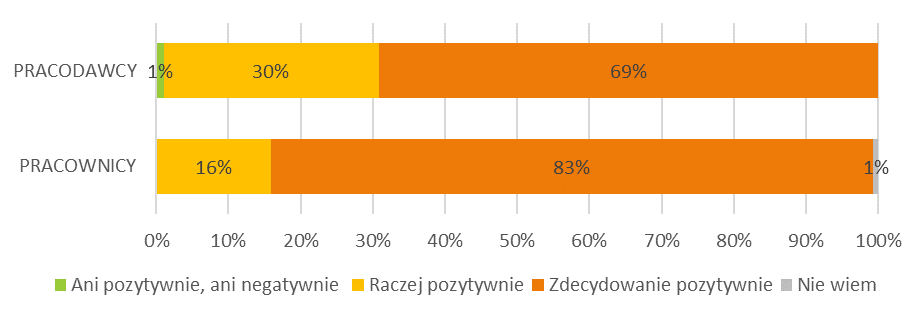 PRACODAWCY
1%
30%
69%
PRACOWNICY
16%
83%
1%
0% 10% 20% 30% 40% 50% 60% 70% 80% 90% 100%
Ani pozytywnie, ani negatywnie Raczej pozytywnie Zdecydowanie pozytywnie Nie wiem